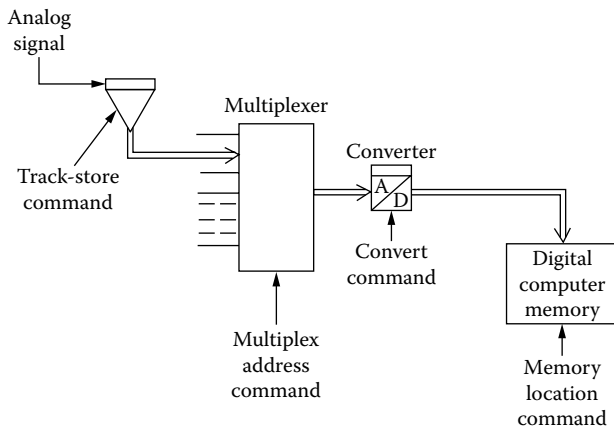 Analog
signal
Multiplexer
Converter
Track-store
command
A
D
Convert
command
Digital
computer
memory
Multiplex
address
command
Memory
location
command